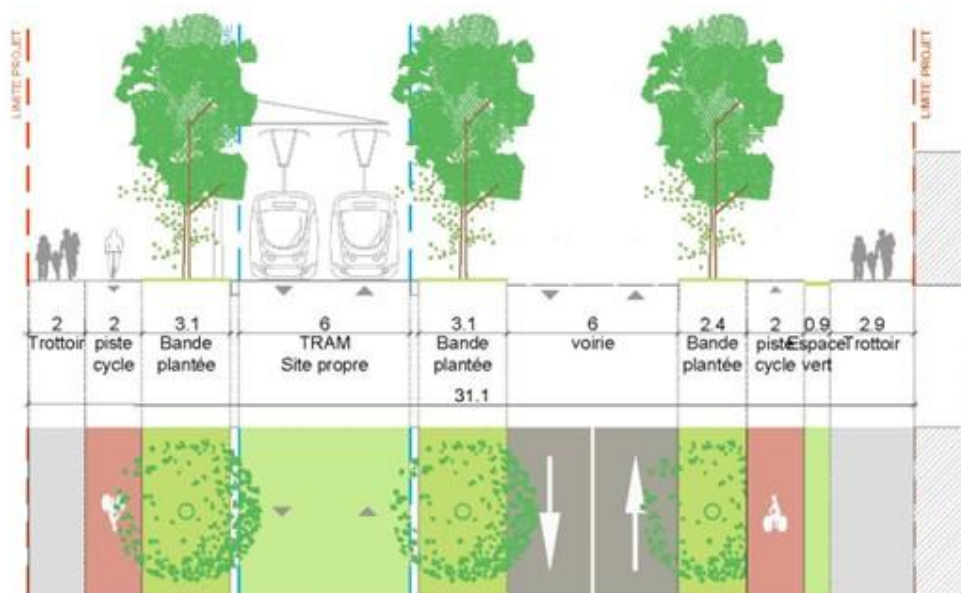 LIMITE PROJET
LIMITE PROJET
2 2 3.1 6 3.1 6 2.4 2 0.9 2.9
Trottoir piste Bande TRAM Bande voirie Bande piste Espace Trottoir
cycle plantée Site propre plantée plantée cycle vert
31.1